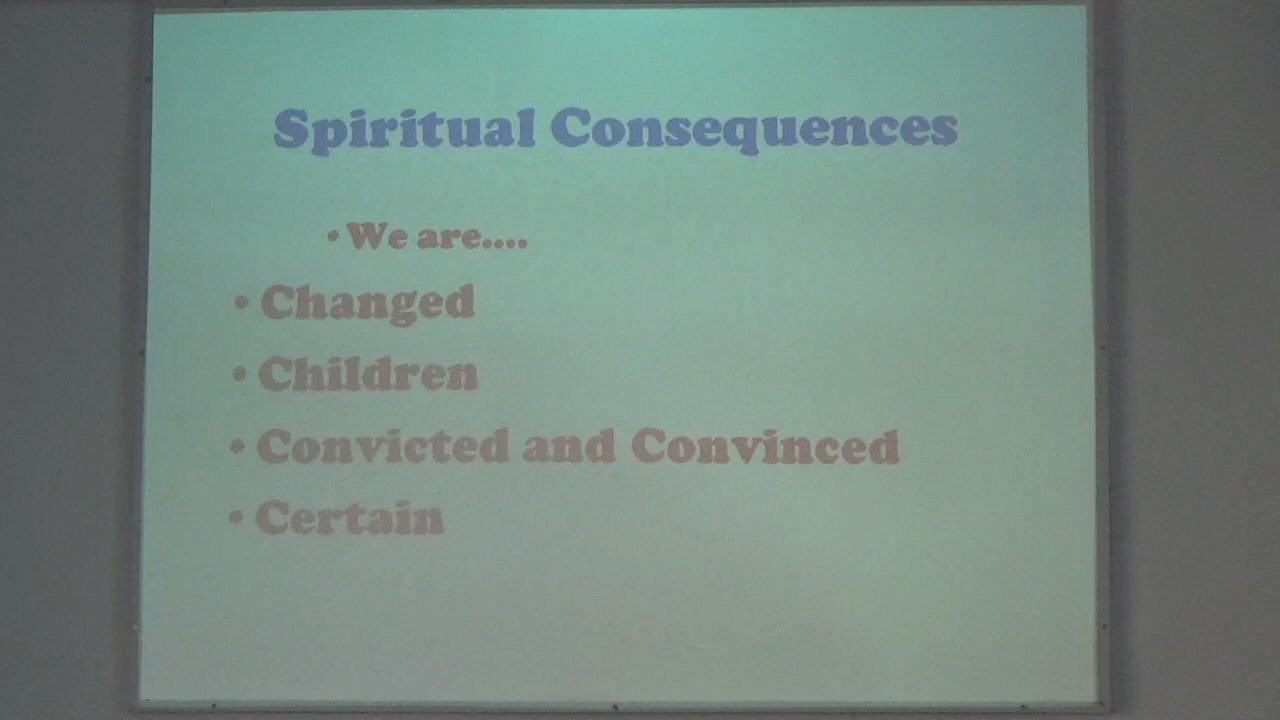 Spiritual Consequences
• We are....
• Changed
• Children
• Convicted and Convinced
• Certain